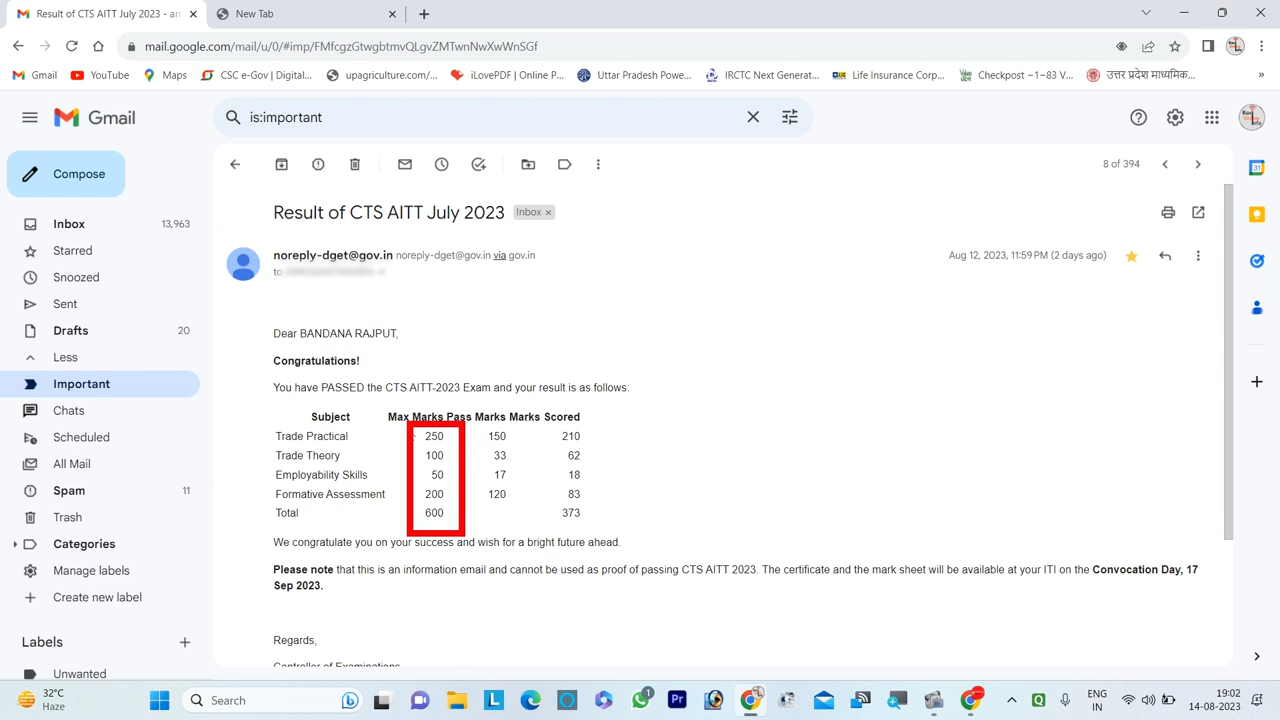 Result of CTS AITT July 2023 - an
New Tab
mail.google.com/mail/u/0/#imp/FMfcgzGtwgbtmvQLgvZMTwnNwXwWnSGf
Gmail
YouTube
Maps
CSC e-Gov | Digital...
upagriculture.com/...
iLovePDF | Online P...
Uttar Pradesh Powe...
IRCTC Next Generat...
Life Insurance Corp...
Checkpost ~1~83 V...
उत्तर प्रदेश माध्यमिक...
»
Gmail
is:important
Compose
8 of 394
Inbox 13,963
Starred
Snoozed
Sent
Drafts 20
Less
Important
Chats
Scheduled
All Mail
Spam 11
Trash
Categories
Manage labels
Create new label
Labels
Unwanted
Result of CTS AITT July 2023 Inbox ×
noreply-dget@gov.in noreply-dget@gov.in via gov.in
Aug 12, 2023, 11:59 PM (2 days ago)
to
Dear BANDANA RAJPUT,
Congratulations!
You have PASSED the CTS AITT-2023 Exam and your result is as follows:
Subject Max Marks Pass Marks Marks Scored
Trade Practical 250 150 210
Trade Theory 100 33 62
Employability Skills 50 17 18
Formative Assessment 200 120 83
Total 600 373
We congratulate you on your success and wish for a bright future ahead.
Please note that this is an information email and cannot be used as proof of passing CTS AITT 2023. The certificate and the mark sheet will be available at your ITI on the Convocation Day, 17
Sep 2023.
Regards,
Controller of Examinations
32°C
Haze
Search
ENG
IN
19:02
14-08-2023